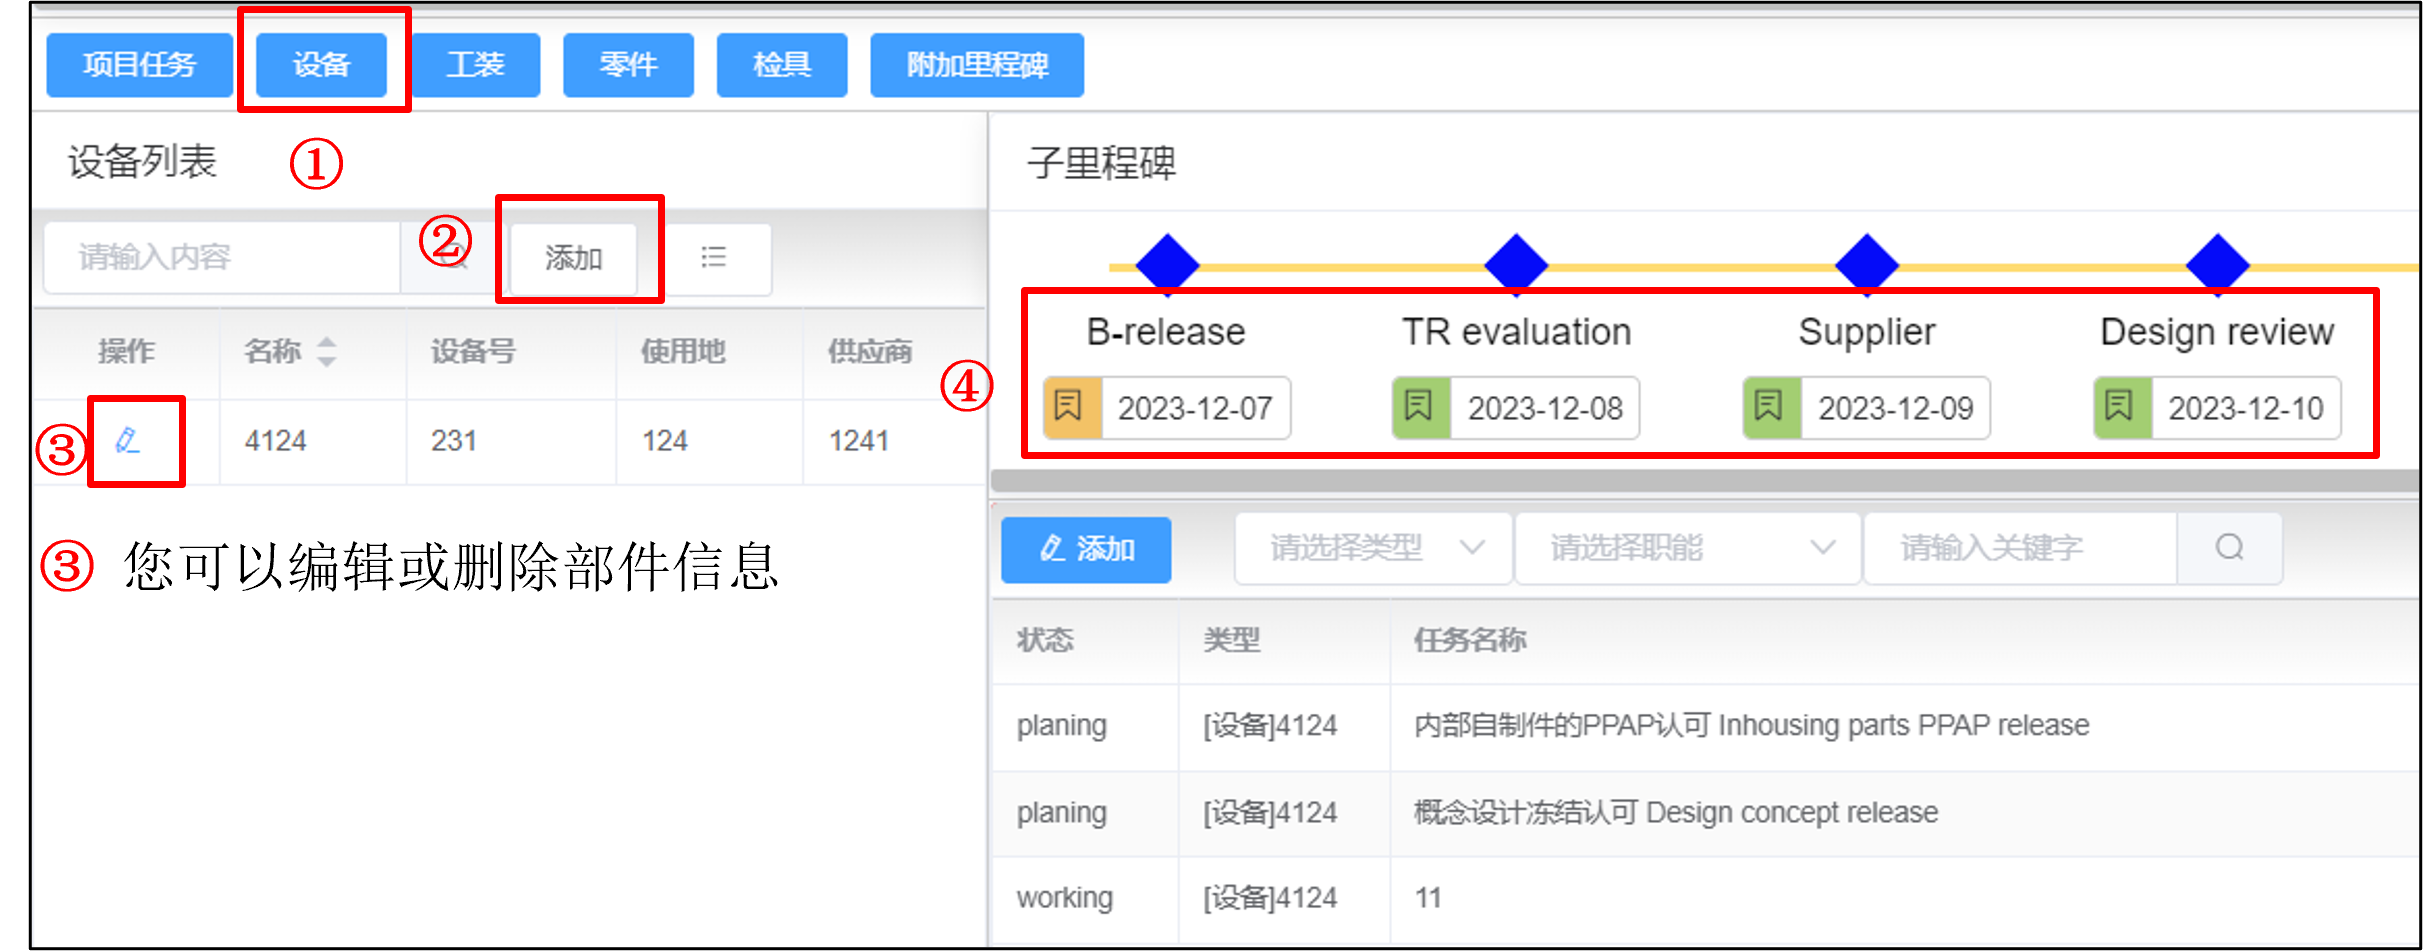 项目任务 设备 工装 零件 检具 附加里程碑
设备列表 ①
② 请输入内容 添加
操作 名称 设备号 使用地 供应商
③ 4124 231 124 1241
③ 您可以编辑或删除部件信息
子里程碑
B-release TR evaluation Supplier Design review
④ 2023-12-07 2023-12-08 2023-12-09 2023-12-10
添加 请选择类型 请选择职能 请输入关键字
状态 类型 任务名称
planing [设备]4124 内部自制件的PPAP认可 Inhousing parts PPAP release
planing [设备]4124 概念设计冻结认可 Design concept release
working [设备]4124 11